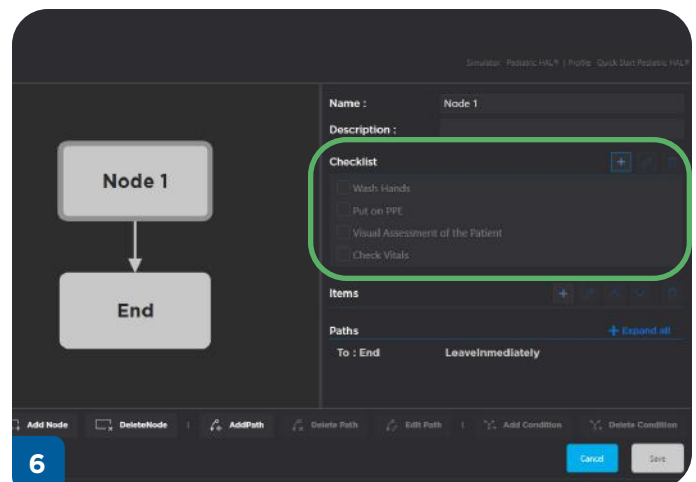 Simulator Pediatric HAL® | Profile Quick Start Pediatric HAL®
Name : Node 1
Description :
Checklist
Wash Hands
Put on PPE
Visual Assessment of the Patient
Check Vitals
Items
Paths
Expand all
To : End LeaveInmediately
Node 1
End
Add Node DeleteNode AddPath Delete Path Edit Path Add Condition Delete Condition
Cancel Save
6